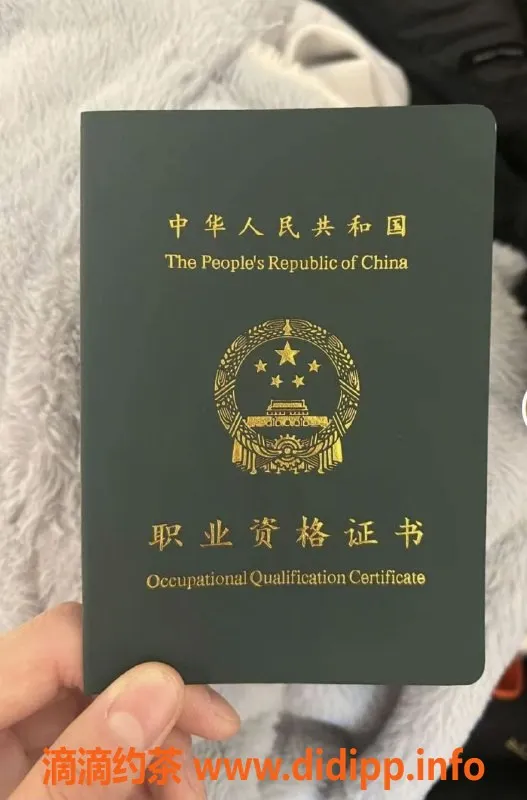 中华人民共和国
The People's Republic of China
职业资格证书
Occupational Qualification Certificate
滴滴约茶 www.didipp.info